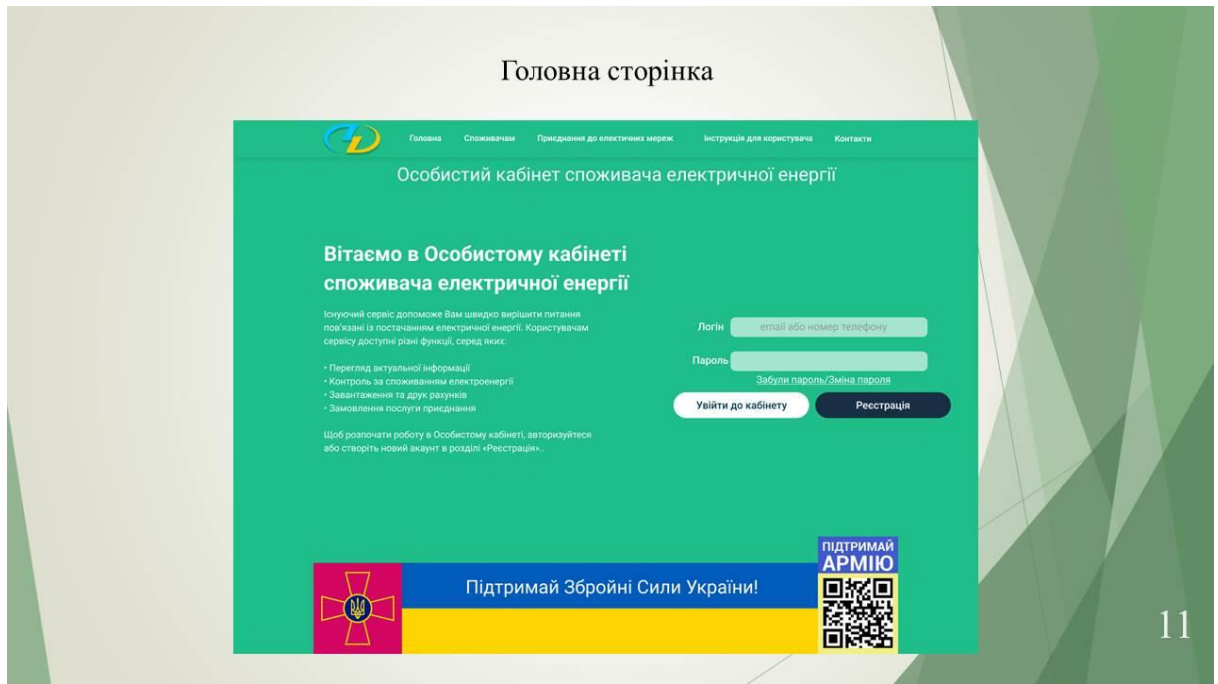 Головна сторінка
Головна Споживачам Приєднання до електичних мереж Інструкція для користувача Контакти
Особистий кабінет споживача електричної енергії
Вітаємо в Особистому кабінеті
споживача електричної енергії
Існуючий сервіс допоможе Вам швидко вирішити питання
пов'язані із постачанням електричної енергії. Користувачам
сервісу доступні різні функції, серед яких:
• Перегляд актуальної інформації
• Контроль за споживанням електроенергії
• Завантаження та друк рахунків
• Замовлення послуги приєднання
Щоб розпочати роботу в Особистому кабінеті, авторизуйтеся
або створіть новий акаунт в розділі «Реєстрація»..
Логін email або номер телефону
Пароль
Забули пароль/Зміна пароля
Увійти до кабінету Реєстрація
ПІДТРИМАЙ
АРМІЮ
Підтримай Збройні Сили України!
11